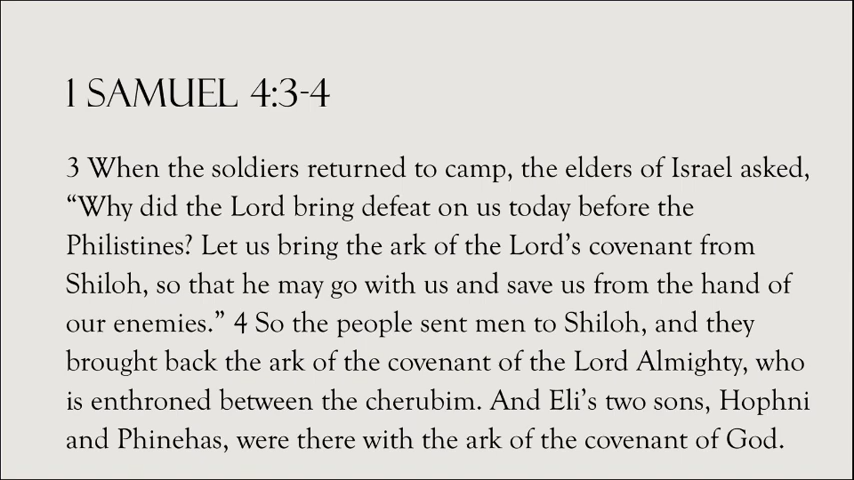 1 SAMUEL 4:3-4
3 When the soldiers returned to camp, the elders of Israel asked,
“Why did the Lord bring defeat on us today before the
Philistines? Let us bring the ark of the Lord’s covenant from
Shiloh, so that he may go with us and save us from the hand of
our enemies.” 4 So the people sent men to Shiloh, and they
brought back the ark of the covenant of the Lord Almighty, who
is enthroned between the cherubim. And Eli’s two sons, Hophni
and Phinehas, were there with the ark of the covenant of God.